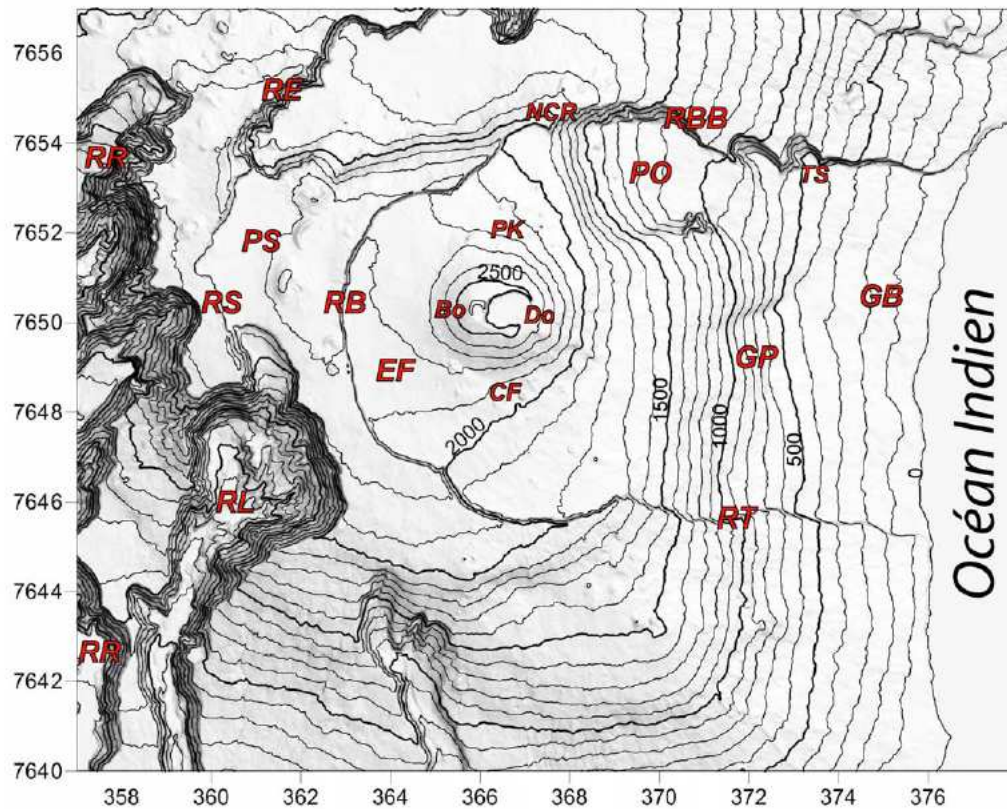 7656
RE
NCR
RBB
7654
RR
PO
TS
7652
PS
PK
2500
RS
RB
Bo
Do
GB
7650
EF
CF
GP
1500
1000
500
0
Océan Indien
7648
2000
RL
7646
RT
7644
RR
7642
7640
358 360 362 364 366 368 370 372 374 376